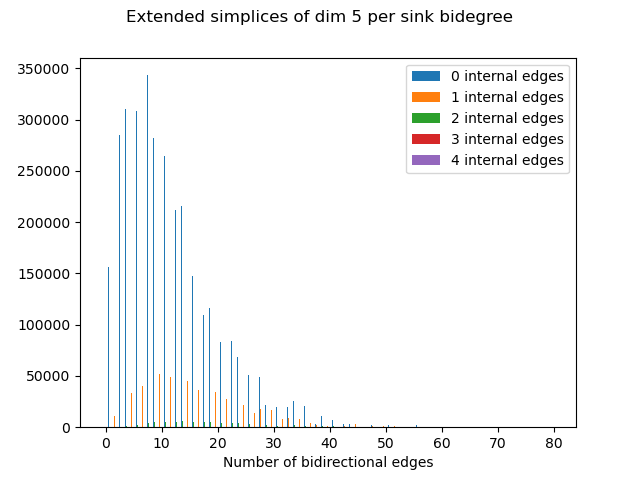 Extended simplices of dim 5 per sink bidegree
350000
300000
250000
200000
150000
100000
50000
0
0 internal edges
1 internal edges
2 internal edges
3 internal edges
4 internal edges
0 10 20 30 40 50 60 70 80
Number of bidirectional edges